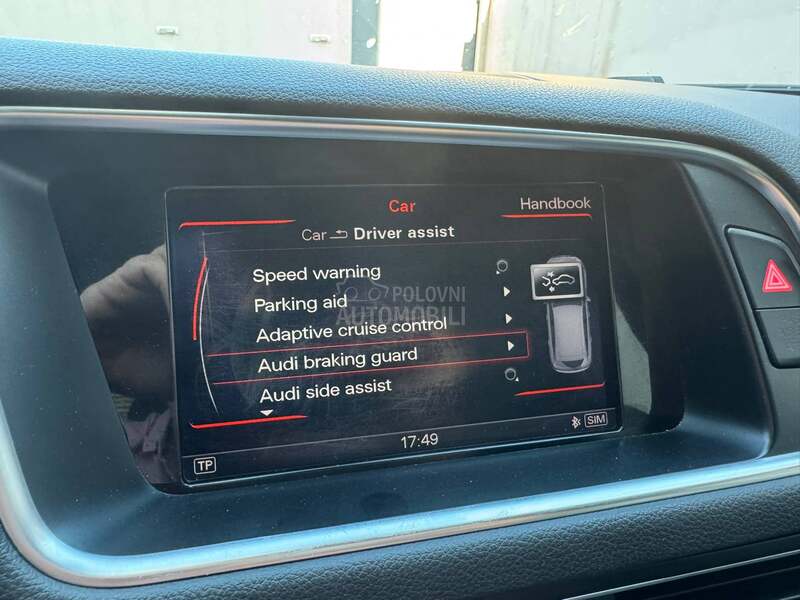 Car
Handbook
Car Driver assist
Speed warning
Parking aid
Adaptive cruise control
Audi braking guard
Audi side assist
17:49
TP
SIM
POLOVNI
AUTOMOBILI